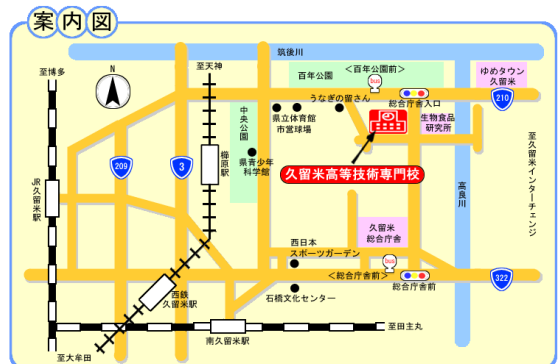 案内図
筑後川
至博多
N
至天神
百年公園
<百年公園前>
bus
ゆめタウン
久留米
うなぎの留さん
総合庁舎入口
210
中央公園
県立体育館
市営球場
生物食品
研究所
209
3
櫛原駅
県青少年
科学館
久留米高等技術専門校
高良川
至久留米インターチェンジ
JR久留米駅
久留米
総合庁舎
西日本
スポーツガーデン
bus
<総合庁舎前>
総合庁舎前
322
西鉄
久留米駅
石橋文化センター
至大牟田
南久留米駅
至田主丸